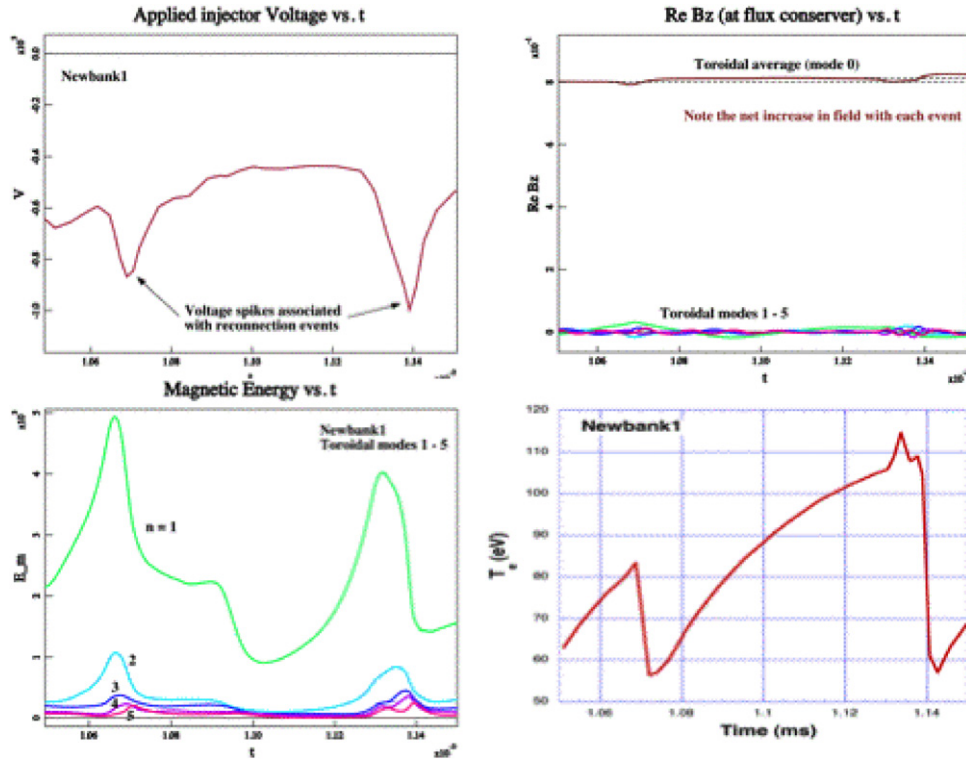 Applied injector Voltage vs. t
Newbank1
V
0.0
-0.2
-0.4
-0.6
-0.8
-1.0
Voltage spikes associated
with reconnection events
1.06
1.08
1.10
1.12
1.14
Re Bz (at flux conserver) vs. t
Toroidal average (mode 0)
Note the net increase in field with each event
Re Bz
Toroidal modes 1 - 5
0
1.06
1.08
1.10
1.12
1.14
t
Magnetic Energy vs. t
Newbank1
Toroidal modes 1 - 5
n = 1
E_m
5
4
3
2
1
0
2
3
4
5
1.06
1.08
1.10
1.12
1.14
t
Newbank1
T_e (eV)
120
110
100
90
80
70
60
50
1.06
1.08
1.1
1.12
1.14
Time (ms)